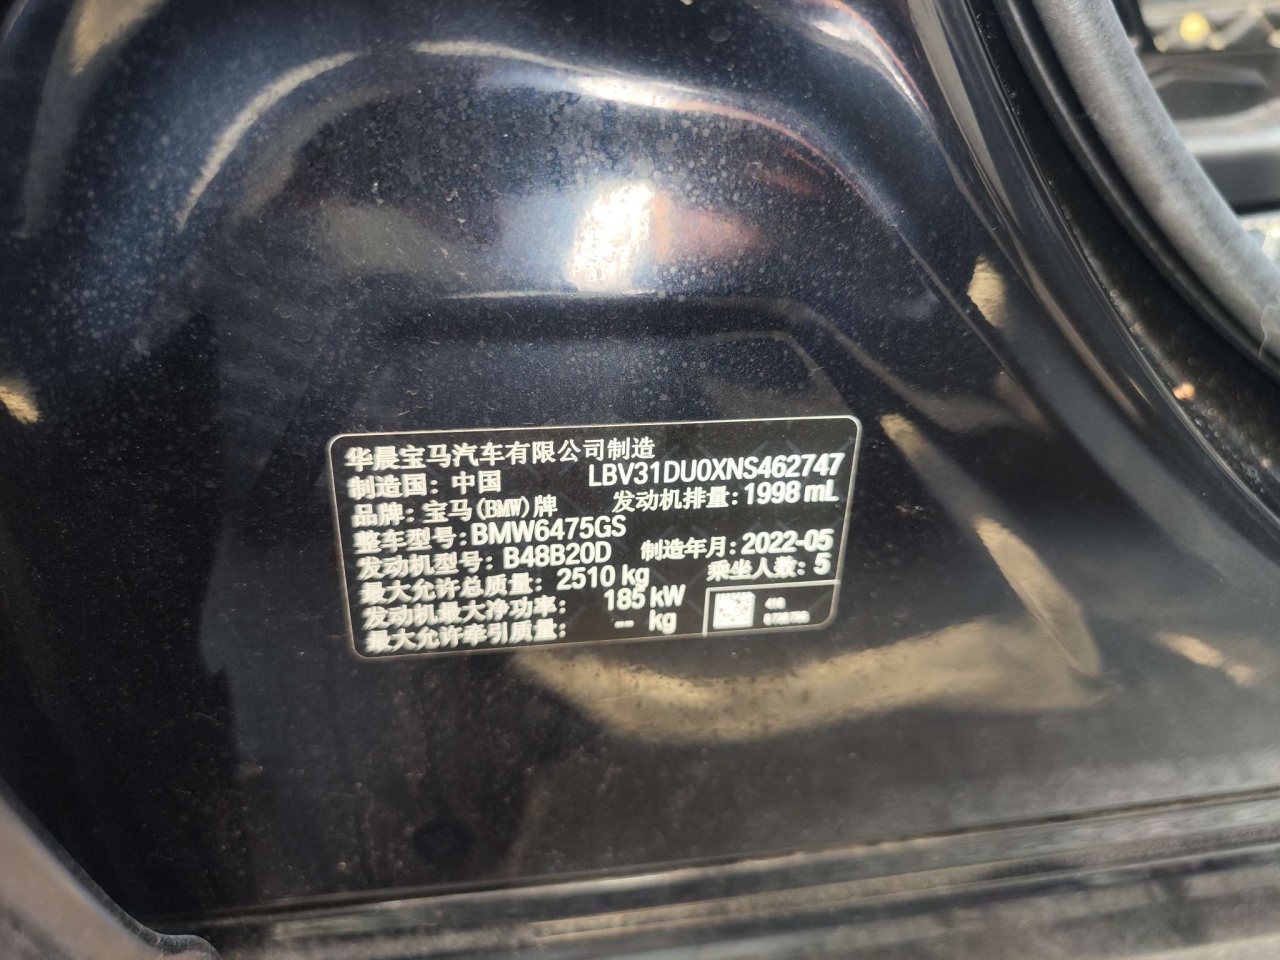 华晨宝马汽车有限公司制造
制造国: 中国 LBV31DU0XNS462747
品牌: 宝马(BMW)牌 发动机排量: 1998 mL
整车型号: BMW6475GS
发动机型号: B48B20D 制造年月: 2022-05
最大允许总质量: 2510 kg 乘坐人数: 5
发动机最大净功率: 185 kW
最大允许牵引质量: -- kg